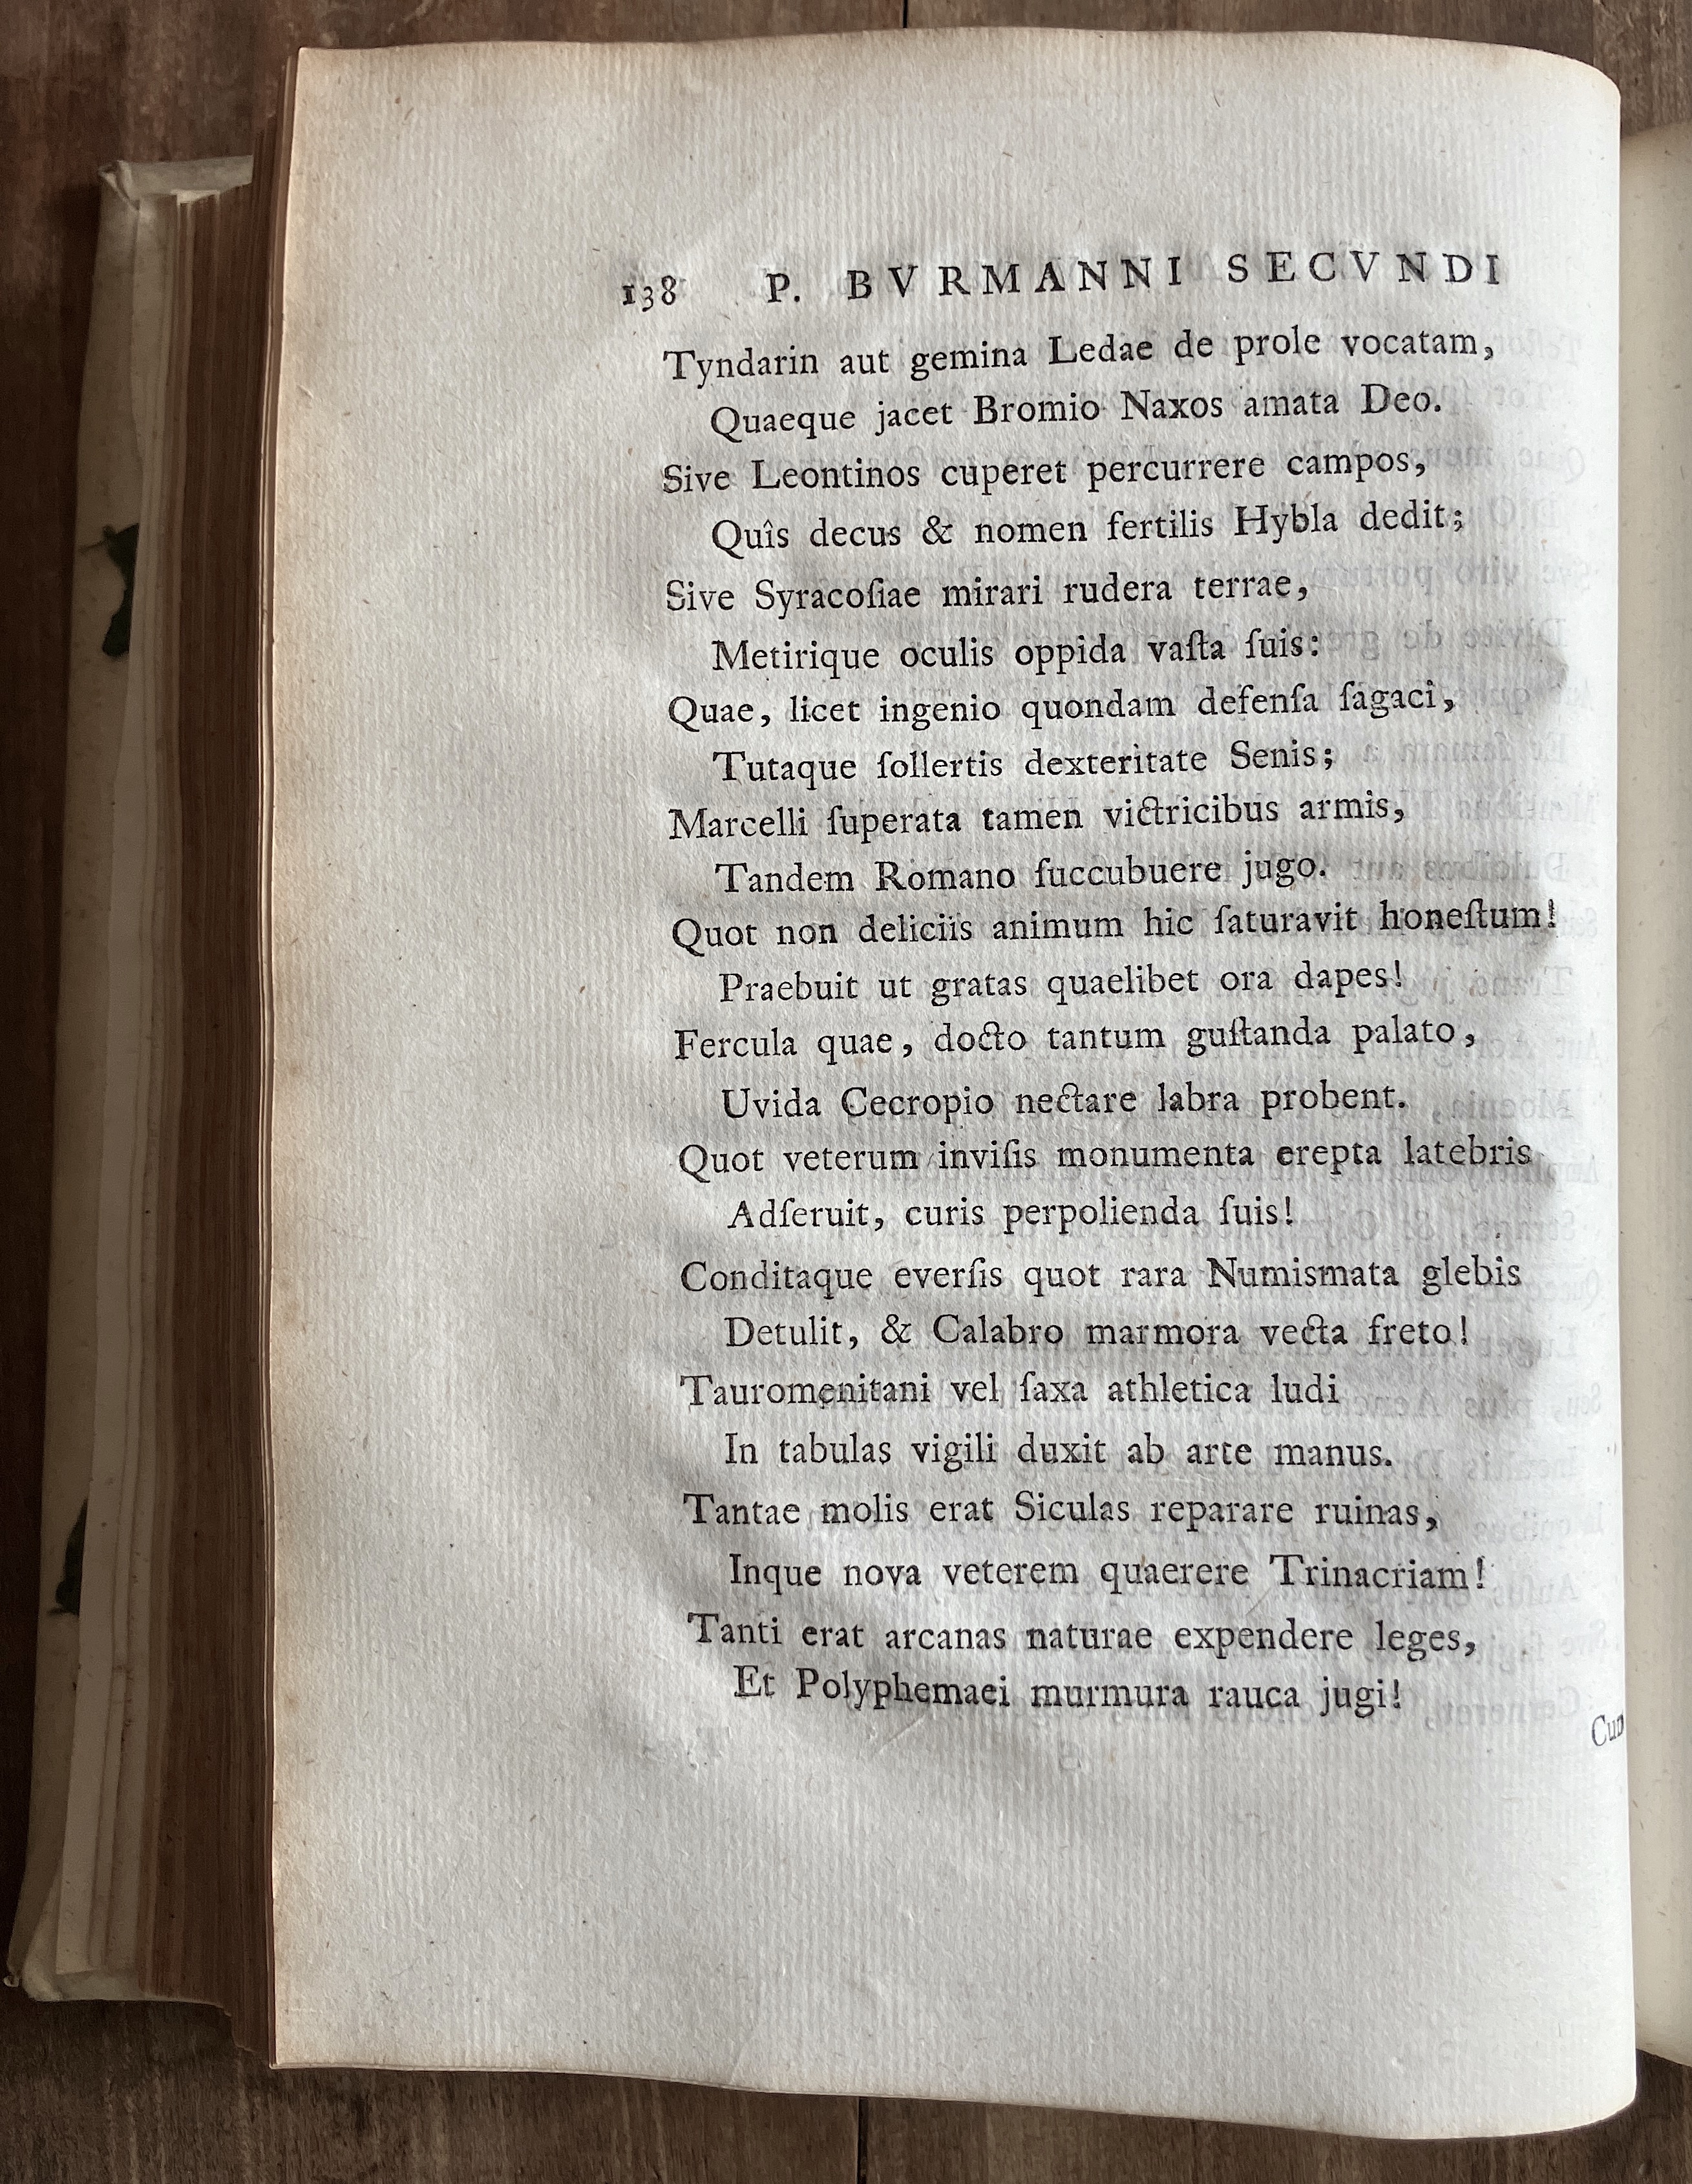 138 P. BVRMANNI SECVNDI
Tyndarin aut gemina Ledae de prole vocatam,
Quaeque jacet Bromio Naxos amata Deo.
Sive Leontinos cuperet percurrere campos,
Quîs decus & nomen fertilis Hybla dedit;
Sive Syracoſiae mirari rudera terrae,
Metirique oculis oppida vaſta ſuis:
Quae, licet ingenio quondam defenſa ſagaci,
Tutaque ſollertis dexteritate Senis;
Marcelli ſuperata tamen victricibus armis,
Tandem Romano ſuccubuere jugo.
Quot non deliciis animum hic ſaturavit honeſtum!
Praebuit ut gratas quaelibet ora dapes!
Fercula quae, docto tantum guſtanda palato,
Uvida Cecropio nectare labra probent.
Quot veterum inviſis monumenta erepta latebris
Adſeruit, curis perpolienda ſuis!
Conditaque everſis quot rara Numismata glebis
Detulit, & Calabro marmora vecta freto!
Tauromenitani vel ſaxa athletica ludi
In tabulas vigili duxit ab arte manus.
Tantae molis erat Siculas reparare ruinas,
Inque nova veterem quaerere Trinacriam!
Tanti erat arcanas naturae expendere leges,
Et Polyphemaei murmura rauca jugi!